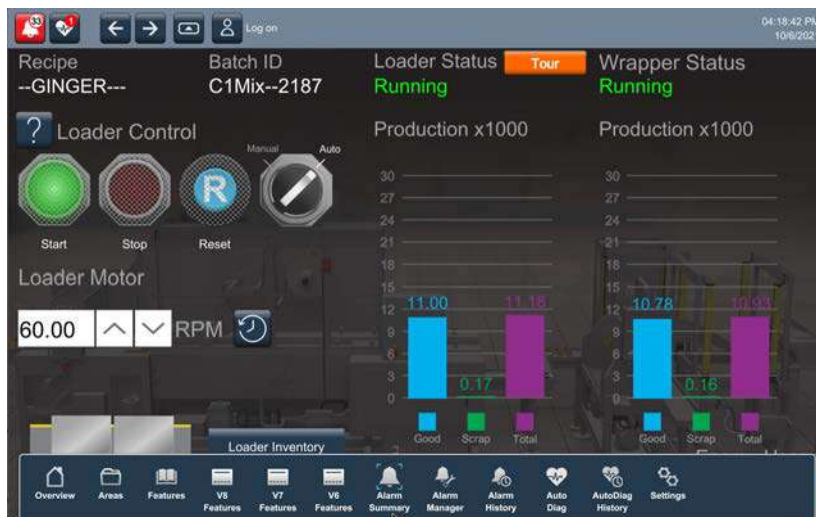 33
1
Log on
04:18:42 PM
10/6/202
Recipe
--GINGER---
Batch ID
C1Mix--2187
Loader Status
Running
Tour
Wrapper Status
Running
? Loader Control
Manual
Auto
R
Start
Stop
Reset
Loader Motor
60.00
RPM
Production x1000
30
27
24
21
18
15
12
9
6
3
0
11.00
0.17
11.18
Good
Scrap
Total
Production x1000
30
27
24
21
18
15
12
9
6
3
0
10.78
0.16
10.93
Good
Scrap
Total
Loader Inventory
Overview
Areas
Features
V8 Features
V7 Features
V6 Features
Alarm Summary
Alarm Manager
Alarm History
Auto Diag
AutoDiag History
Settings